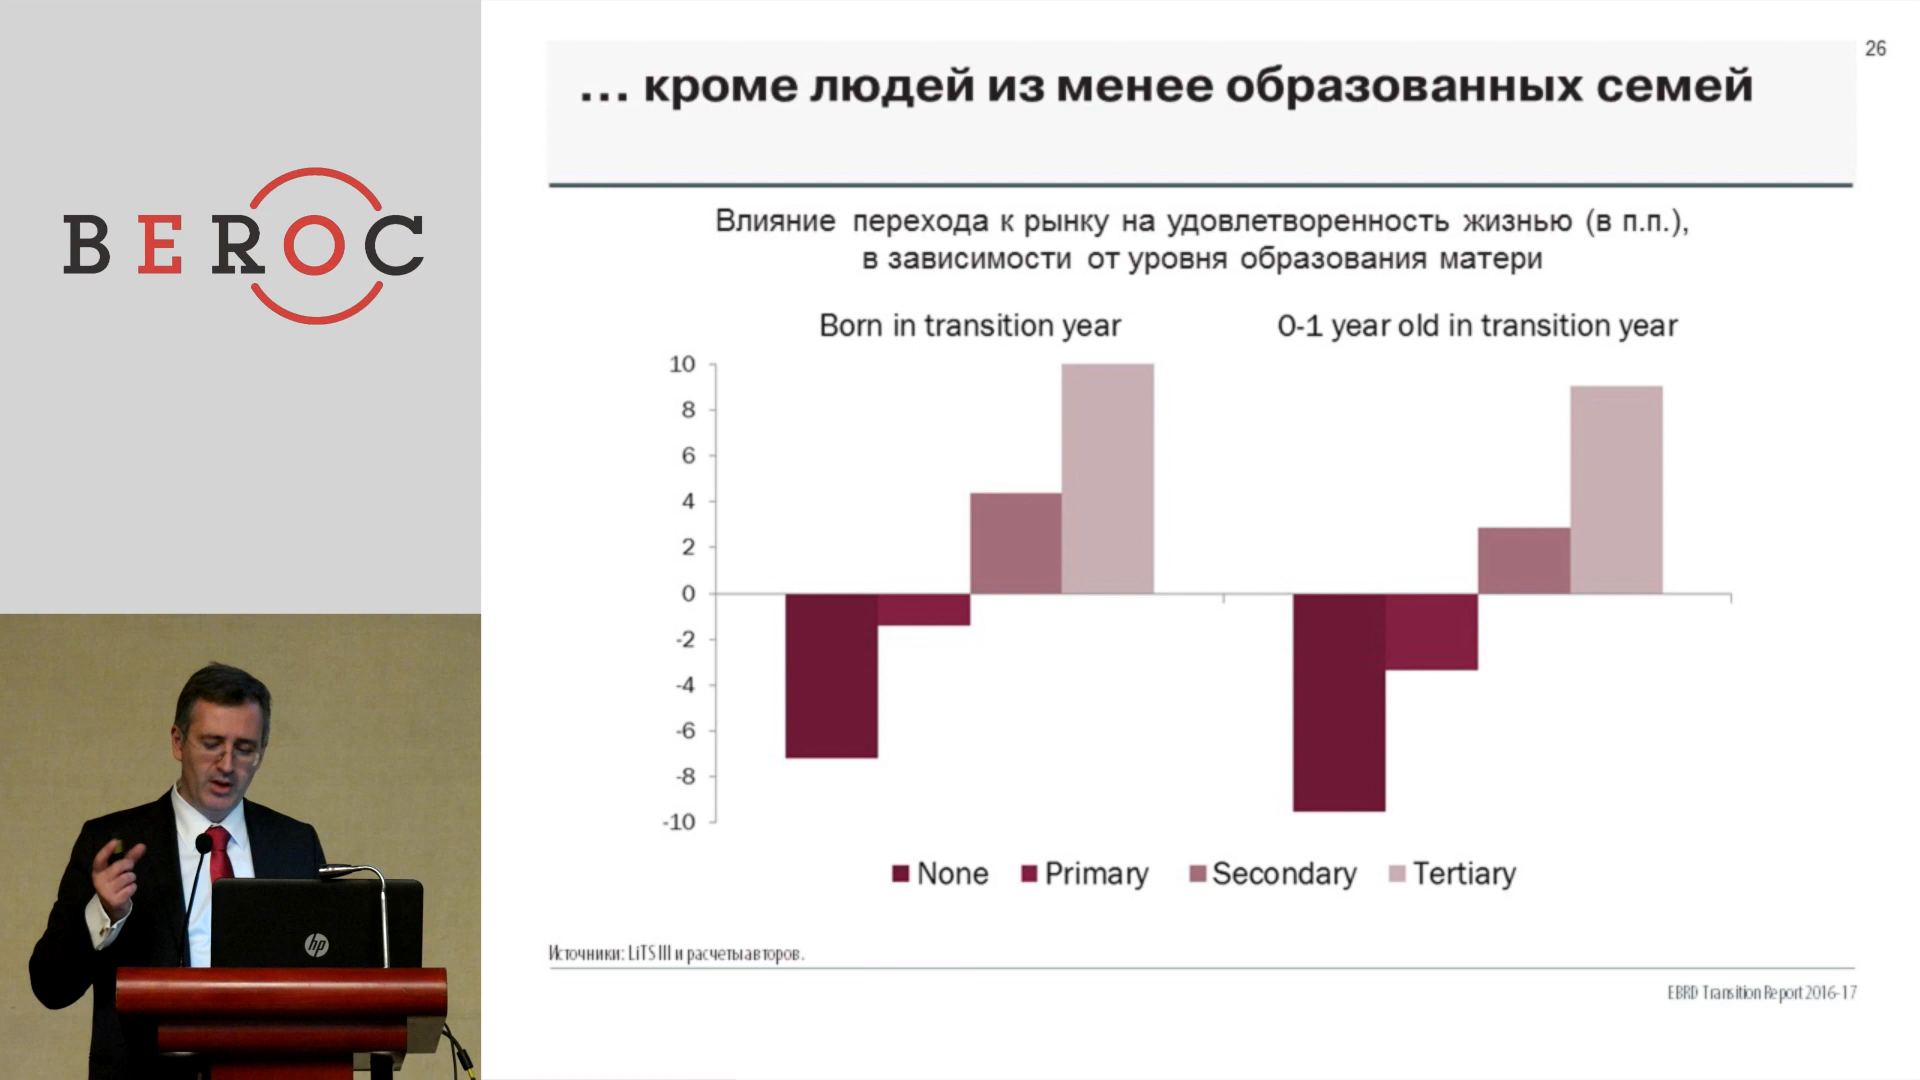 BEROC
26
... кроме людей из менее образованных семей
Влияние перехода к рынку на удовлетворенность жизнью (в п.п.),
в зависимости от уровня образования матери
Born in transition year
0-1 year old in transition year
10
8
6
4
2
0
-2
-4
-6
-8
-10
None Primary Secondary Tertiary
Источники: LiTS III и расчеты авторов.
EBRD Transition Report 2016-17
hp